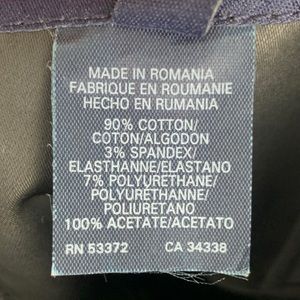 MADE IN ROMANIA
FABRIQUE EN ROUMANIE
HECHO EN RUMANIA
90% COTTON/
COTON/ALGODON
3% SPANDEX/
ELASTHANNE/ELASTANO
7% POLYURETHANE/
POLYURÉTHANE/
POLIURETANO
100% ACETATE/ACETATO
RN 53372 CA 34338